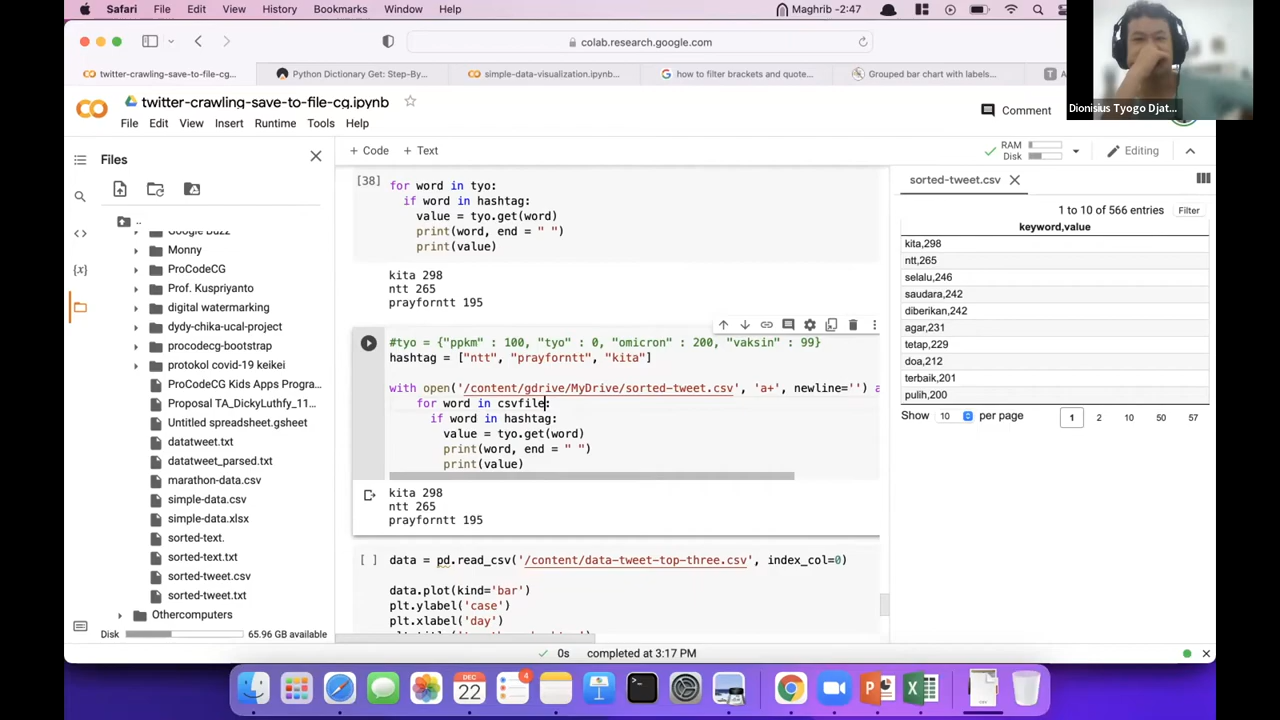 Safari File Edit View History Bookmarks Window Help Maghrib -2:47
colab.research.google.com
twitter-crawling-save-to-file-cg... Python Dictionary Get: Step-By-... simple-data-visualization.ipynb... how to filter brackets and quote... Grouped bar chart with labels...
twitter-crawling-save-to-file-cg.ipynb
File Edit View Insert Runtime Tools Help
Comment
Dionisius Tyogo Djat...
Files
+ Code + Text
RAM
Disk
Editing
..
Google Buzz
Monny
ProCodeCG
Prof. Kuspriyanto
digital watermarking
dydy-chika-ucal-project
procodecg-bootstrap
protokol covid-19 keikei
ProCodeCG Kids Apps Progra...
Proposal TA_DickyLuthfy_11...
Untitled spreadsheet.gsheet
datatweet.txt
datatweet_parsed.txt
marathon-data.csv
simple-data.csv
simple-data.xlsx
sorted-text.
sorted-text.txt
sorted-tweet.csv
sorted-tweet.txt
Othercomputers
Disk 65.96 GB available
[38] for word in tyo:
if word in hashtag:
value = tyo.get(word)
print(word, end = " ")
print(value)
kita 298
ntt 265
prayforntt 195
#tyo = {"ppkm" : 100, "tyo" : 0, "omicron" : 200, "vaksin" : 99}
hashtag = ["ntt", "prayforntt", "kita"]
with open('/content/gdrive/MyDrive/sorted-tweet.csv', 'a+', newline='') a
for word in csvfile:
if word in hashtag:
value = tyo.get(word)
print(word, end = " ")
print(value)
kita 298
ntt 265
prayforntt 195
[ ] data = pd.read_csv('/content/data-tweet-top-three.csv', index_col=0)
data.plot(kind='bar')
plt.ylabel('case')
plt.xlabel('day')
sorted-tweet.csv
1 to 10 of 566 entries Filter
keyword,value
kita,298
ntt,265
selalu,246
saudara,242
diberikan,242
agar,231
tetap,229
doa,212
terbaik,201
pulih,200
Show 10 per page 1 2 10 50 57
0s completed at 3:17 PM
DEC
22
4